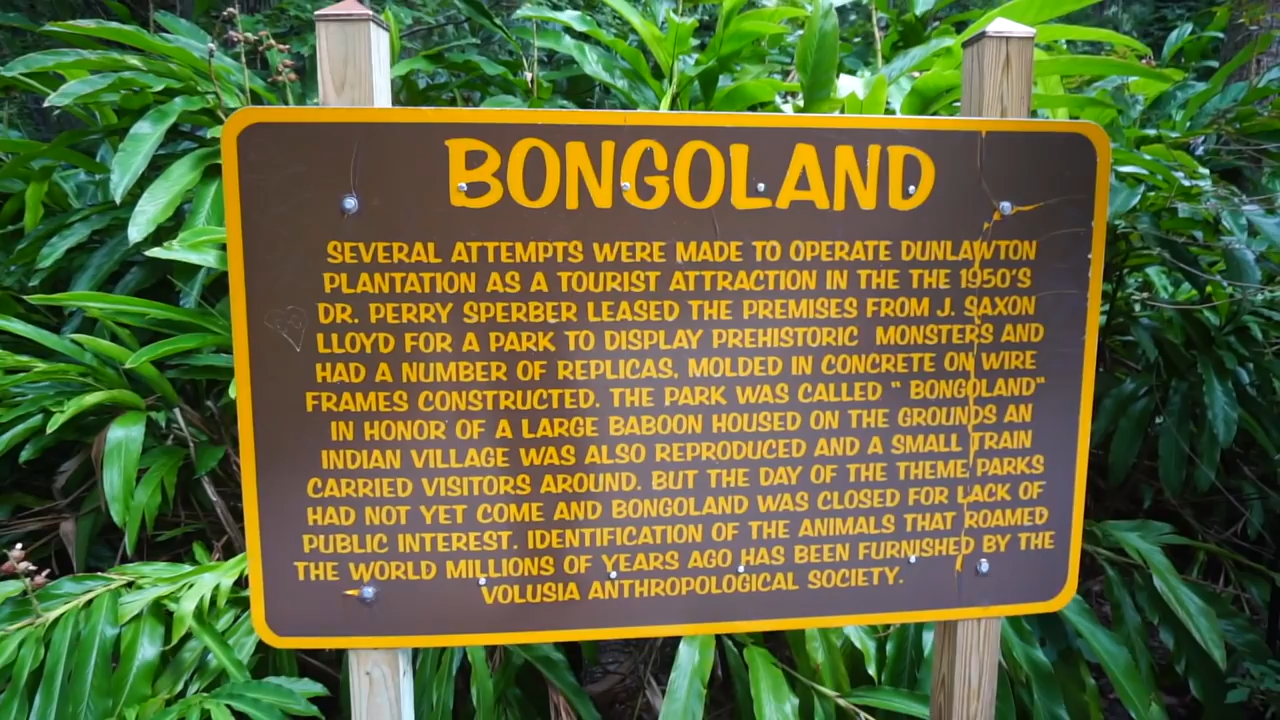 BONGOLAND
SEVERAL ATTEMPTS WERE MADE TO OPERATE DUNLAWTON
PLANTATION AS A TOURIST ATTRACTION IN THE THE 1950'S
DR. PERRY SPERBER LEASED THE PREMISES FROM J. SAXON
LLOYD FOR A PARK TO DISPLAY PREHISTORIC MONSTERS AND
HAD A NUMBER OF REPLICAS, MOLDED IN CONCRETE ON WIRE
FRAMES CONSTRUCTED. THE PARK WAS CALLED " BONGOLAND"
IN HONOR OF A LARGE BABOON HOUSED ON THE GROUNDS AN
INDIAN VILLAGE WAS ALSO REPRODUCED AND A SMALL TRAIN
CARRIED VISITORS AROUND. BUT THE DAY OF THE THEME PARKS
HAD NOT YET COME AND BONGOLAND WAS CLOSED FOR LACK OF
PUBLIC INTEREST. IDENTIFICATION OF THE ANIMALS THAT ROAMED
THE WORLD MILLIONS OF YEARS AGO HAS BEEN FURNISHED BY THE
VOLUSIA ANTHROPOLOGICAL SOCIETY.